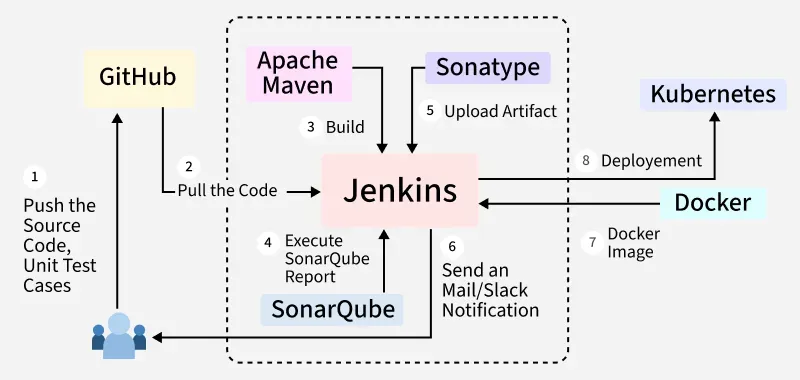 GitHub
Apache
Maven
Sonatype
Kubernetes
3 Build
5 Upload Artifact
8 Deployement
2
Pull the Code
Jenkins
Docker
1
Push the
Source
Code,
Unit Test
Cases
4 Execute
SonarQube
Report
6
Send an
Mail/Slack
Notification
7 Docker
Image
SonarQube